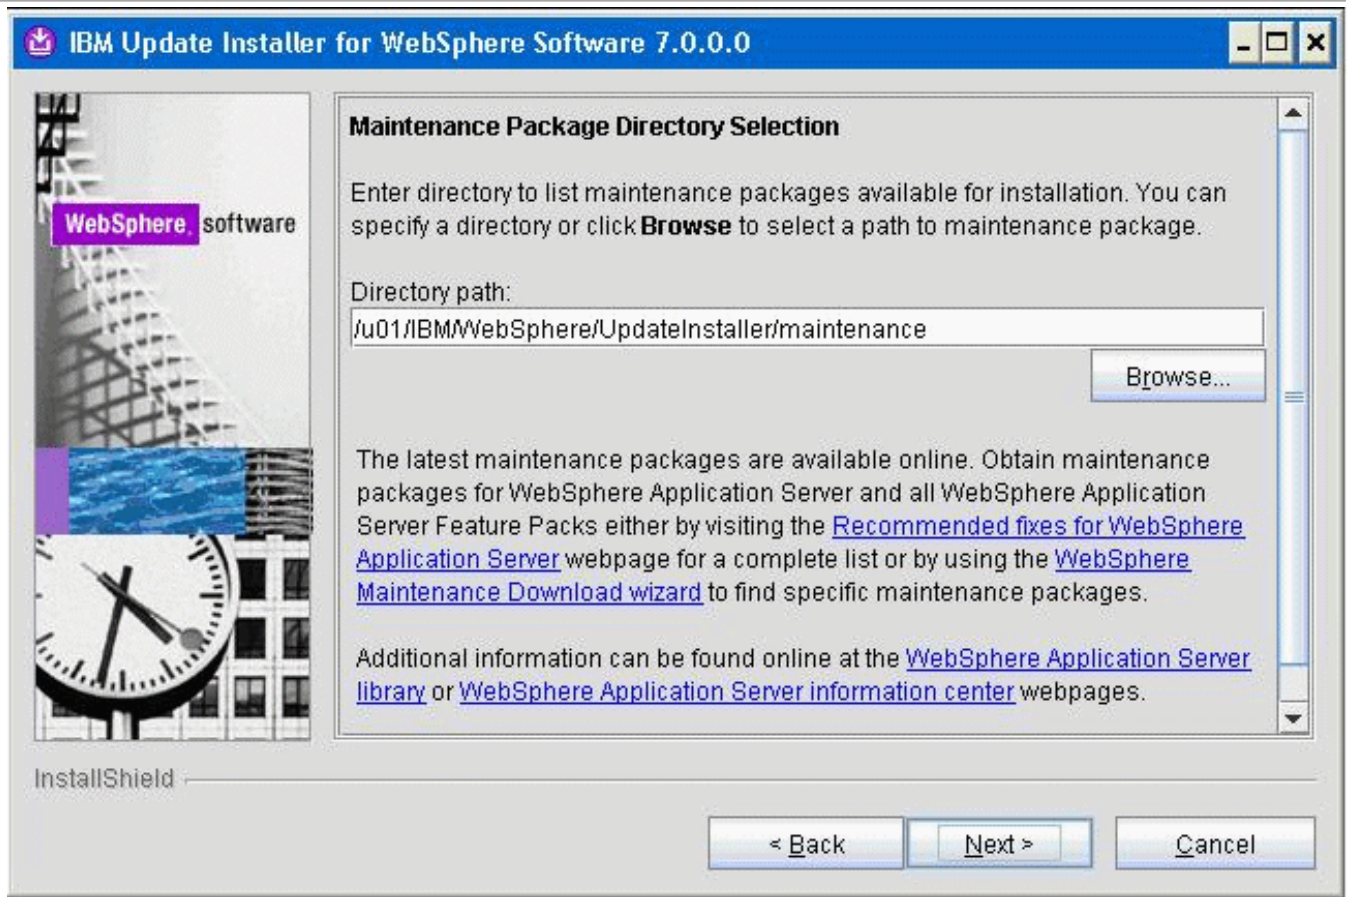 IBM Update Installer for WebSphere Software 7.0.0.0
WebSphere. software
Maintenance Package Directory Selection
Enter directory to list maintenance packages available for installation. You can
specify a directory or click Browse to select a path to maintenance package.
Directory path:
/u01/IBM/WebSphere/UpdateInstaller/maintenance
Browse...
The latest maintenance packages are available online. Obtain maintenance
packages for WebSphere Application Server and all WebSphere Application
Server Feature Packs either by visiting the Recommended fixes for WebSphere
Application Server webpage for a complete list or by using the WebSphere
Maintenance Download wizard to find specific maintenance packages.
Additional information can be found online at the WebSphere Application Server
library or WebSphere Application Server information center webpages.
InstallShield
< Back
Next >
Cancel